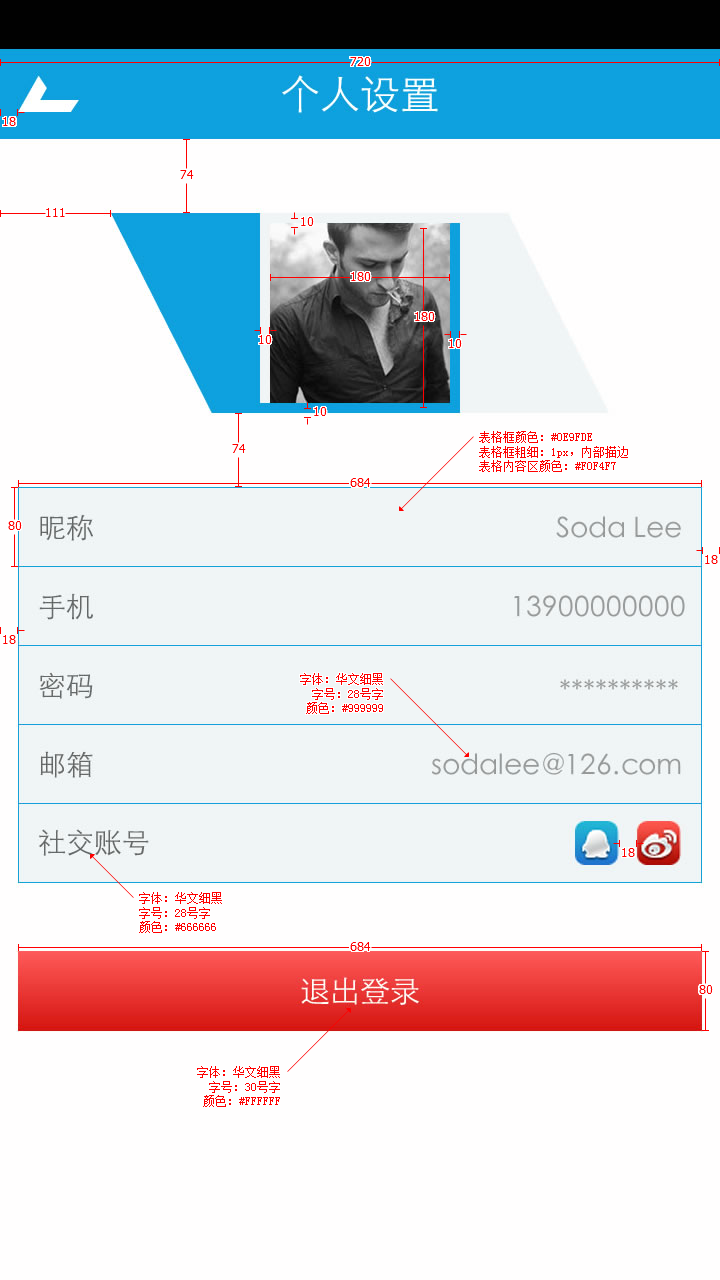 720
个人设置
18
74
111
10
180
180
10
10
10
74
表格框颜色：#0E9FDE
表格框粗细：1px，内部描边
表格内容区颜色：#F0F4F7
684
80
昵称
Soda Lee
18
手机
13900000000
18
字体：华文细黑
字号：28号字
颜色：#999999
密码
**********
邮箱
sodalee@126.com
社交账号
18
字体：华文细黑
字号：28号字
颜色：#666666
684
退出登录
80
字体：华文细黑
字号：30号字
颜色：#FFFFFF